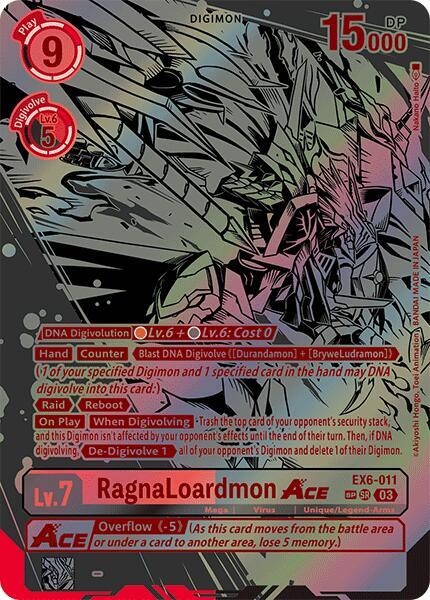 DIGIMON
Play
9
15000
DP
Digivolve
Lv.6
5
Nakano Haito
DNA Digivolution Lv.6 + Lv.6: Cost 0
Hand Counter Blast DNA Digivolve ([Durandamon] + [BryweLudramon])
(1 of your specified Digimon and 1 specified card in the hand may DNA
digivolve into this card.)
Raid Reboot
On Play When Digivolving Trash the top card of your opponent's security stack,
and this Digimon isn't affected by your opponent's effects until the end of their turn. Then, if DNA
digivolving, De-Digivolve 1 all of your opponent's Digimon and delete 1 of their Digimon.
©Akiyoshi Hongo, Toei Animation BANDAI MADE IN JAPAN
Lv.7
RagnaLoardmon ACE
EX6-011
SR 03
Mega Virus Unique/Legend-Arms
ACE Overflow《-5》(As this card moves from the battle area
or under a card to another area, lose 5 memory.)